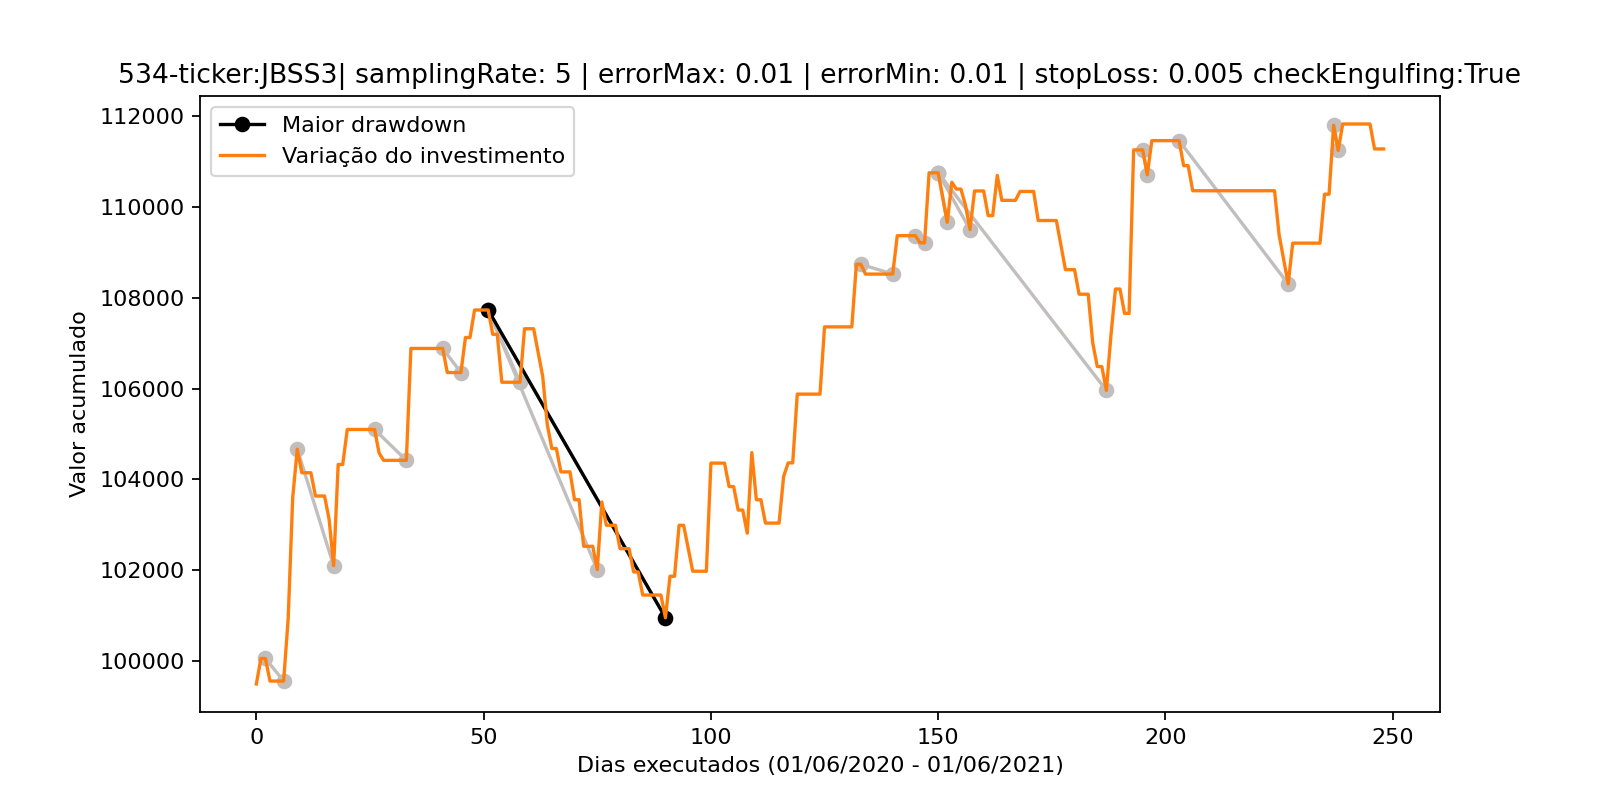 534-ticker:JBSS3| samplingRate: 5 | errorMax: 0.01 | errorMin: 0.01 | stopLoss: 0.005 checkEngulfing:True
Maior drawdown
Variação do investimento
Valor acumulado
112000
110000
108000
106000
104000
102000
100000
0 50 100 150 200 250
Dias executados (01/06/2020 - 01/06/2021)